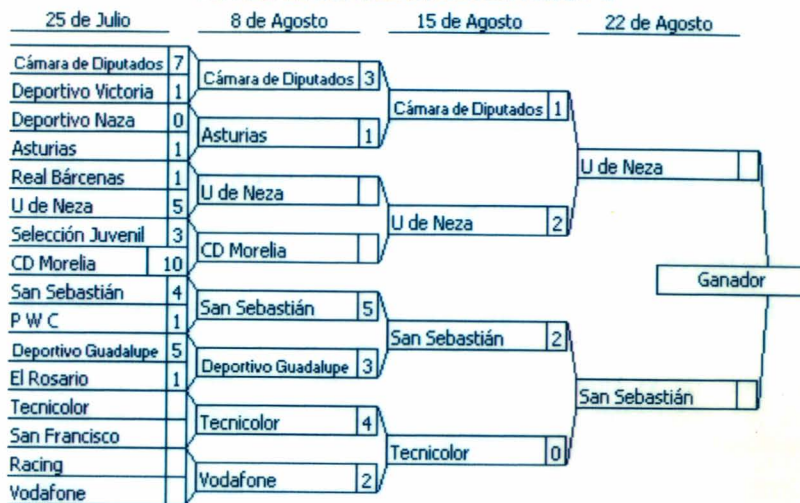 25 de Julio
8 de Agosto
15 de Agosto
22 de Agosto
Cámara de Diputados 7
Deportivo Victoria 1
Deportivo Naza 0
Asturias 1
Real Bárcenas 1
U de Neza 5
Selección Juvenil 3
CD Morelia 10
San Sebastián 4
P W C 1
Deportivo Guadalupe 5
El Rosario 1
Tecnicolor
San Francisco
Racing
Vodafone
Cámara de Diputados 3
Asturias 1
U de Neza
CD Morelia
San Sebastián 5
Deportivo Guadalupe 3
Tecnicolor 4
Vodafone 2
Cámara de Diputados 1
U de Neza 2
San Sebastián 2
Tecnicolor 0
U de Neza
San Sebastián
Ganador